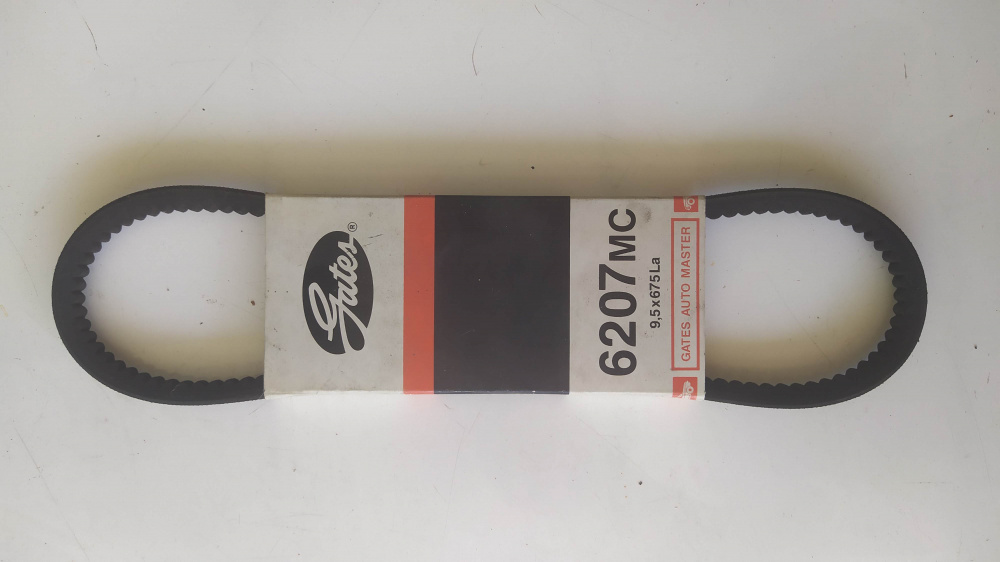 Gates®
6207MC
9,5x675La
GATES AUTO MASTER